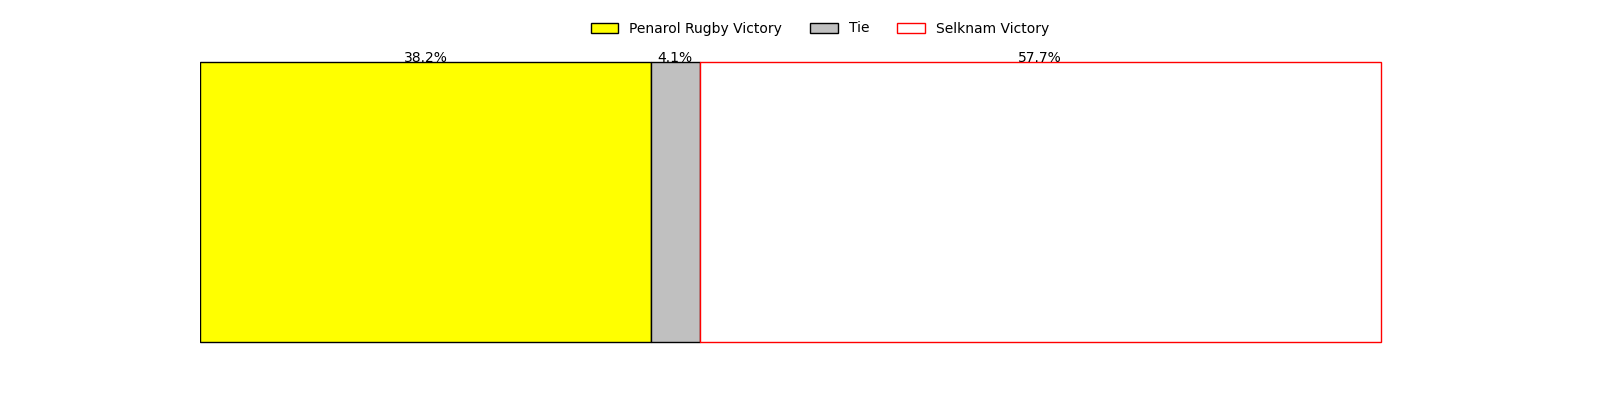 Penarol Rugby Victory Tie Selknam Victory
38.2% 4.1% 57.7%